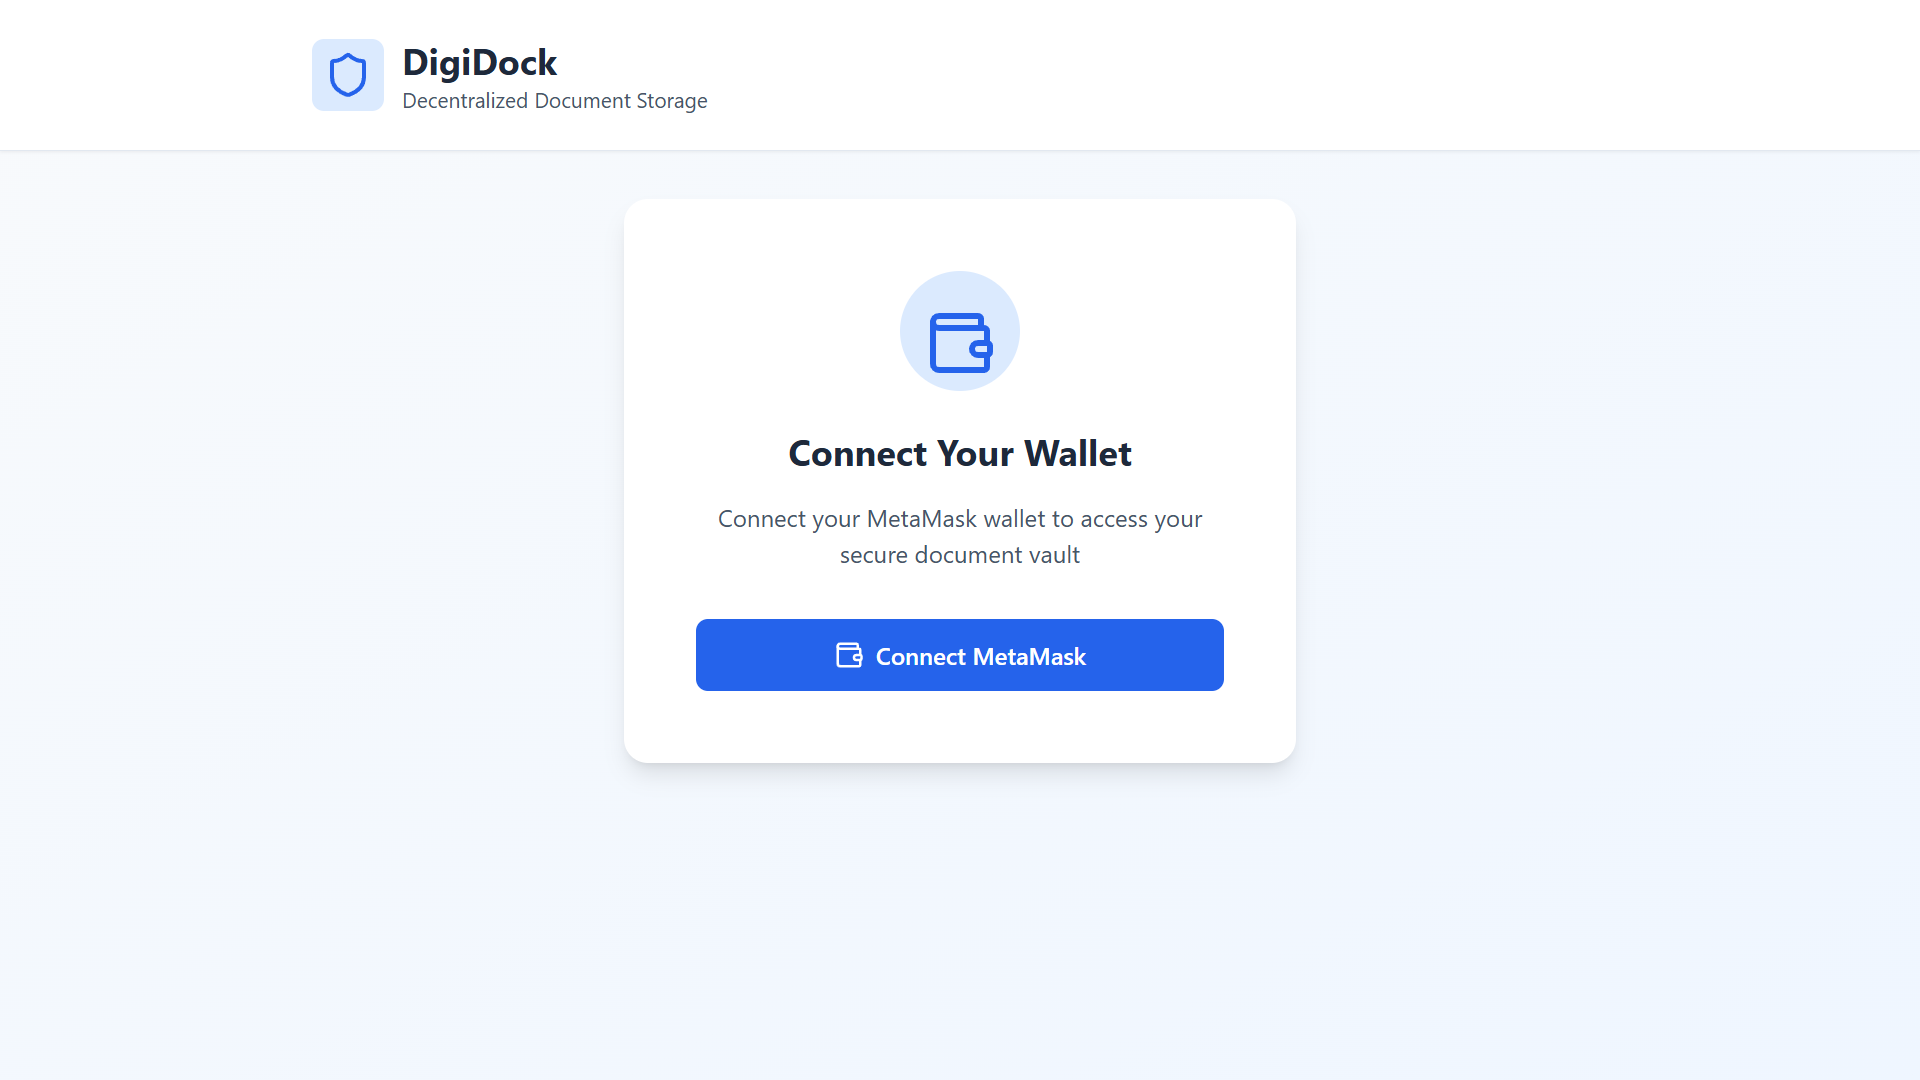 DigiDock
Decentralized Document Storage
Connect Your Wallet
Connect your MetaMask wallet to access your
secure document vault
Connect MetaMask